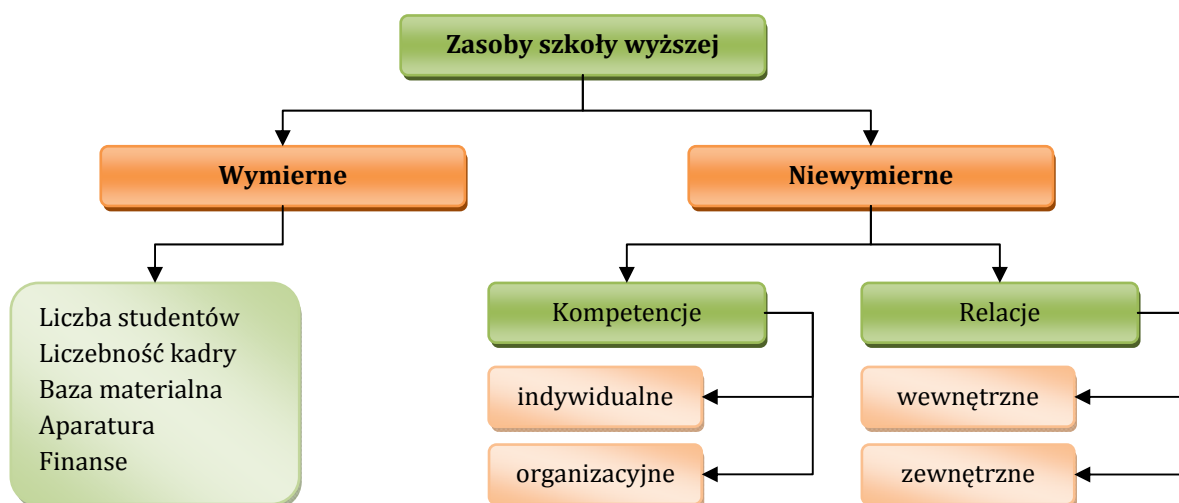 Zasoby szkoły wyższej
Wymierne
Niewymierne
Liczba studentów
Liczebność kadry
Baza materialna
Aparatura
Finanse
Kompetencje
indywidualne
organizacyjne
Relacje
wewnętrzne
zewnętrzne